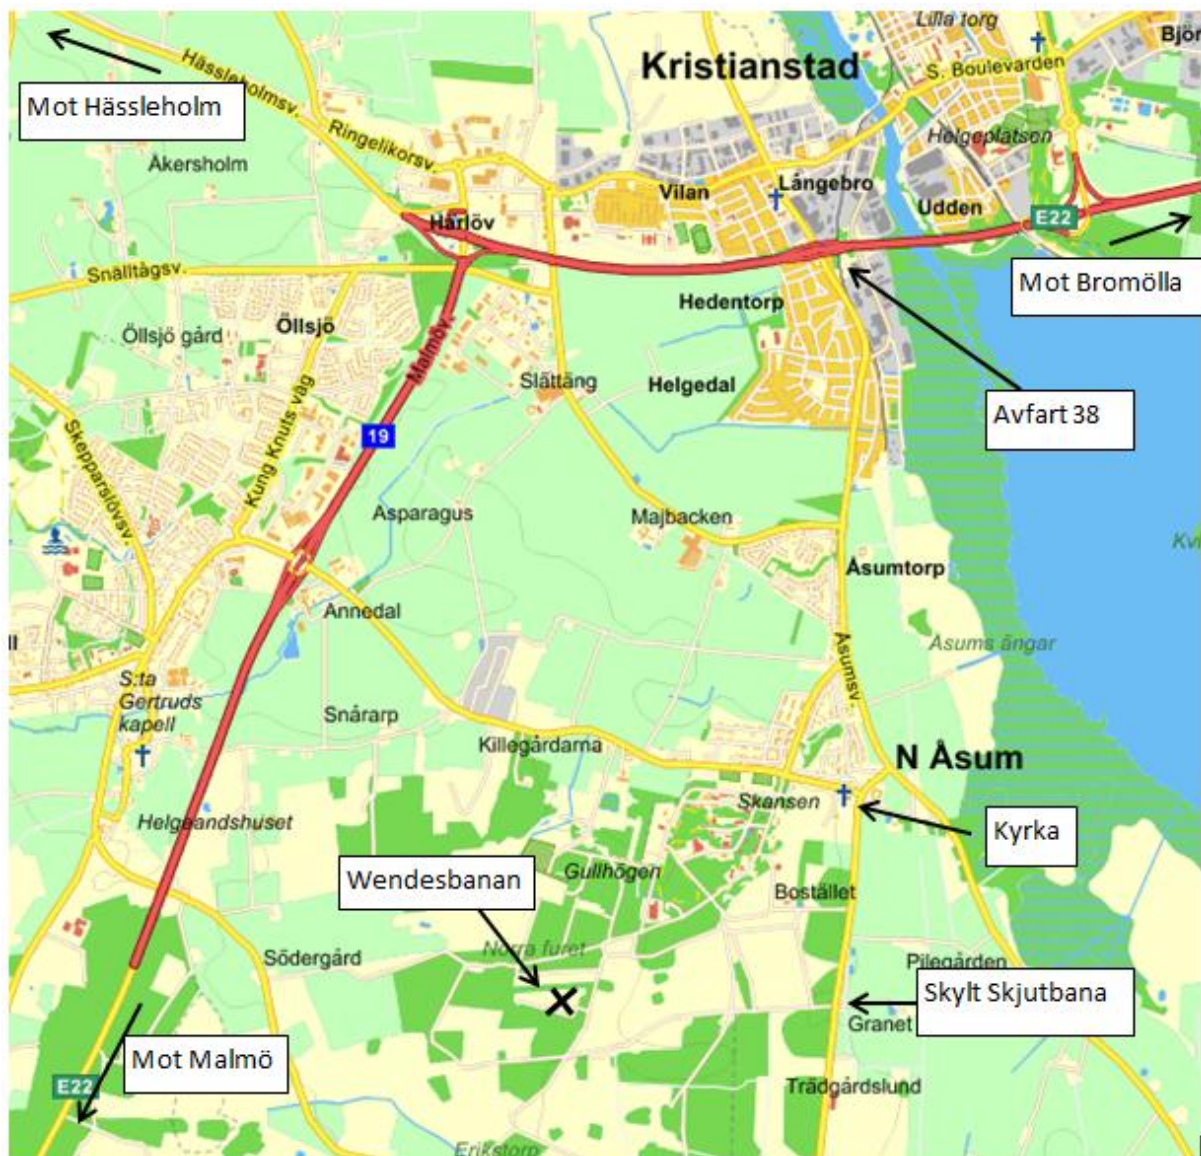 Lilla torg
Björ
Kristianstad
S. Boulevarden
Hässleholmsv.
Mot Hässleholm
Ringelikorsv.
Helgeplatsen
Åkersholm
Vilan
Långebro
Udden
Härlöv
E22
Snälltågsv.
Mot Bromölla
Hedentorp
Öllsjö gård
Öllsjö
Malmöv.
Slättäng
Helgedal
Avfart 38
19
Skepparslövsv.
Kung Knuts väg
Asparagus
Majbacken
Kvi
Åsumtorp
Annedal
ll
Åsums ängar
Åsumsv.
S:ta
Gertruds
kapell
Snårarp
Killegårdarna
N Åsum
Skansen
Helgeandshuset
Kyrka
Wendesbanan
Gullhögen
Bostället
Norra furet
Södergård
Pilegården
Skylt Skjutbana
Granet
Mot Malmö
E22
Trädgårdslund
Erikstorp